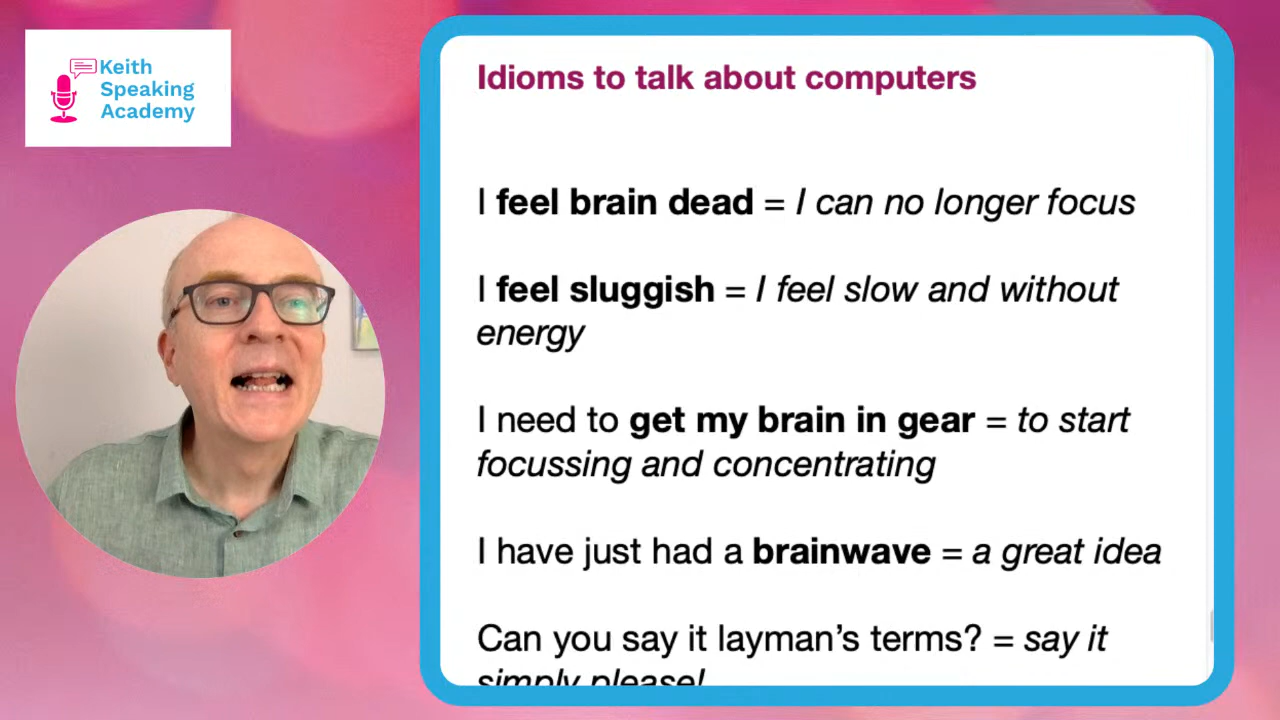 Keith
Speaking
Academy
Idioms to talk about computers
I feel brain dead = I can no longer focus
I feel sluggish = I feel slow and without
energy
I need to get my brain in gear = to start
focussing and concentrating
I have just had a brainwave = a great idea
Can you say it layman’s terms? = say it
simply please!